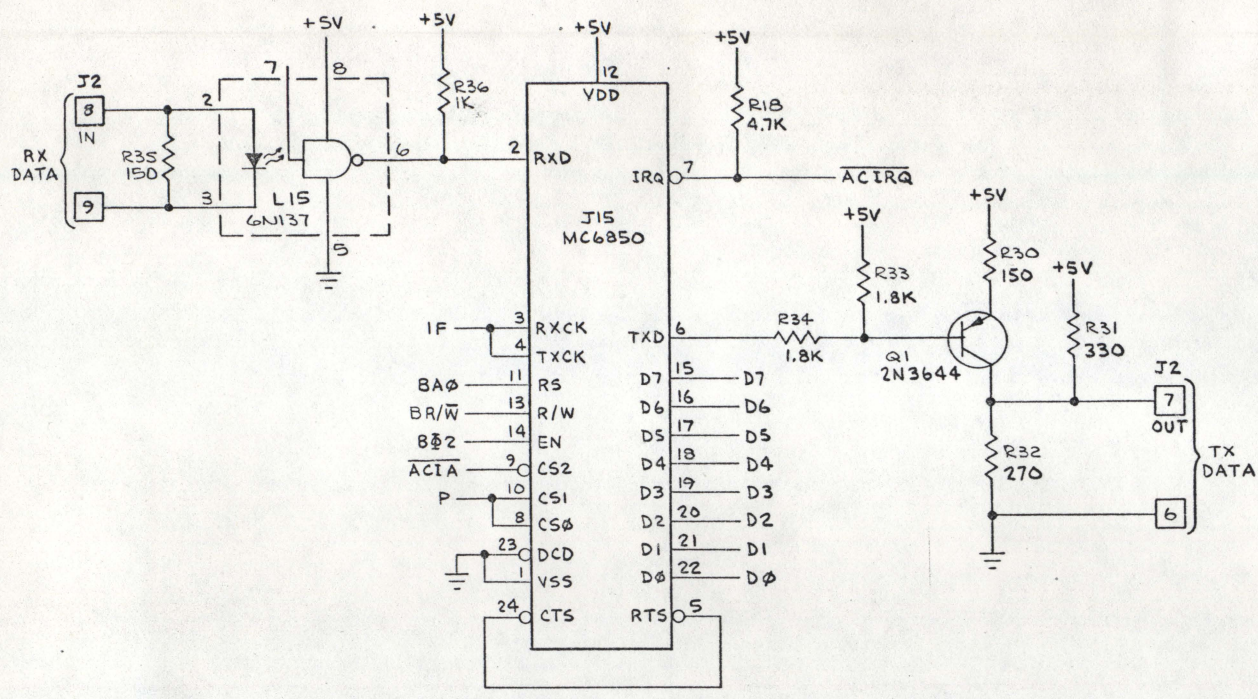 +5V
+5V
+5V
+5V
J2
8
IN
9
RX
DATA
R35
150
2
3
7
8
L15
6N137
5
6
R36
1K
12
VDD
2
RXD
R18
4.7K
IRQ
7
ACIRQ
J15
MC6850
+5V
R33
1.8K
+5V
R30
150
+5V
R31
330
1F
3
RXCK
4
TXCK
BAØ
11
RS
BR/W
13
R/W
BΦ2
14
EN
ACIA
9
CS2
P
10
CS1
8
CSØ
23
DCD
1
VSS
24
CTS
TXD
6
R34
1.8K
Q1
2N3644
D7
15
D7
D6
16
D6
D5
17
D5
D4
18
D4
D3
19
D3
D2
20
D2
D1
21
D1
DØ
22
DØ
RTS
5
J2
7
OUT
R32
270
6
TX
DATA